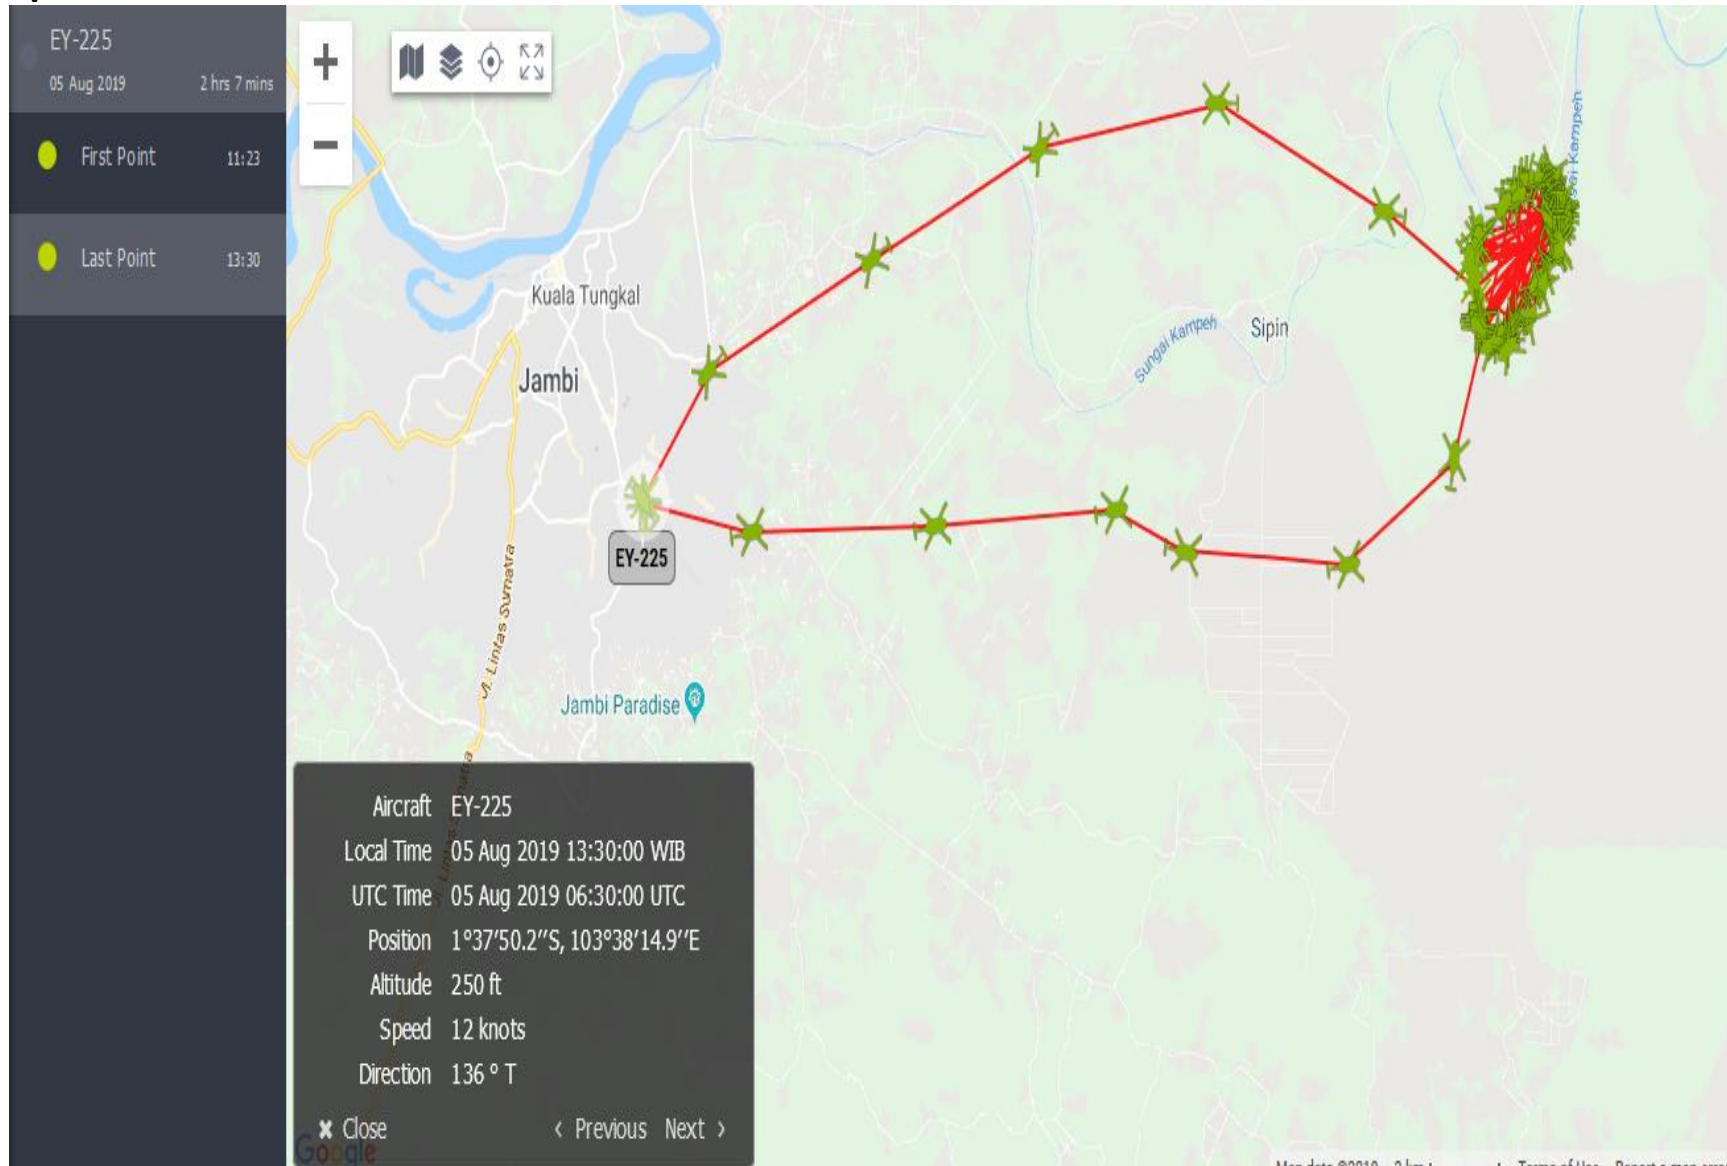 EY-225
05 Aug 2019 2 hrs 7 mins
First Point 11:23
Last Point 13:30
Kuala Tungkal
Jambi
EY-225
Jl. Lintas Sumatra
Jambi Paradise
Sungai Kampeh
Sipin
Kampeh
Aircraft EY-225
Local Time 05 Aug 2019 13:30:00 WIB
UTC Time 05 Aug 2019 06:30:00 UTC
Position 1°37'50.2''S, 103°38'14.9''E
Altitude 250 ft
Speed 12 knots
Direction 136 ° T
✖ Close ‹ Previous Next ›
Google